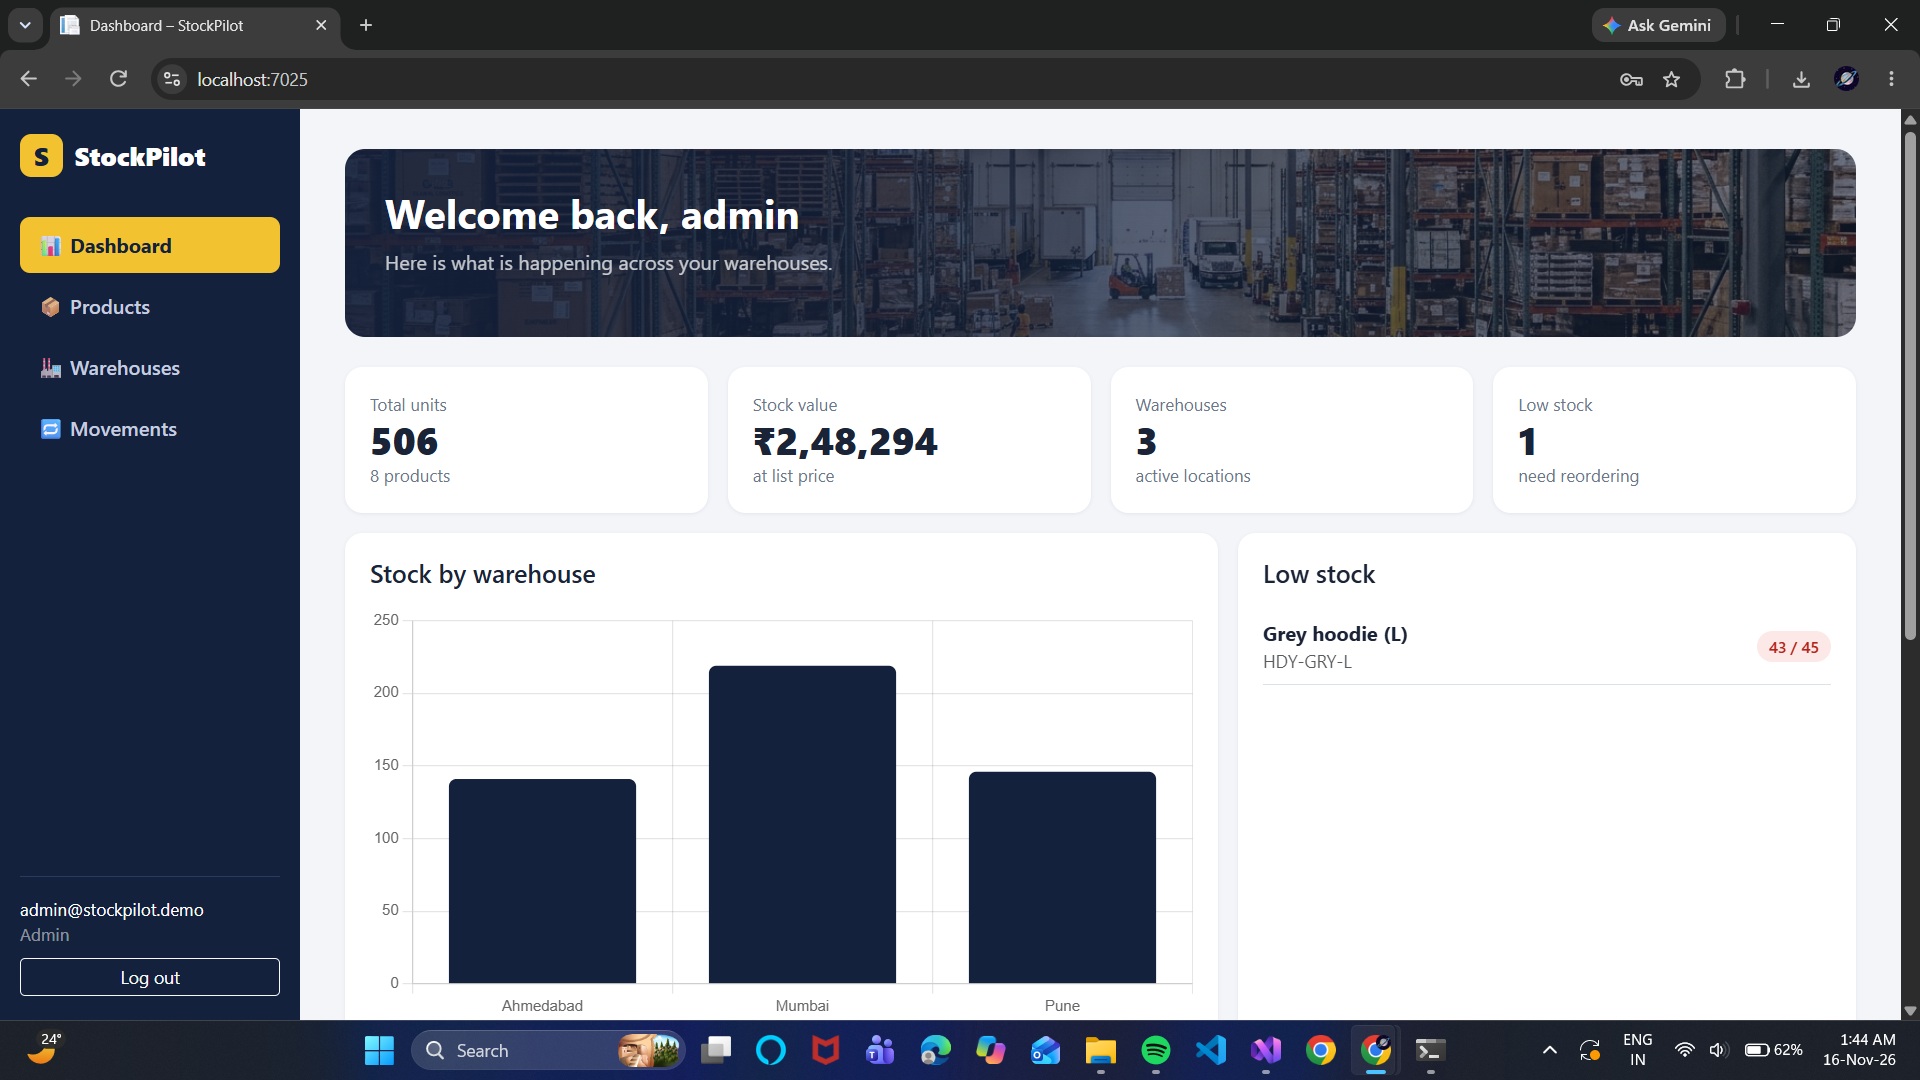 Dashboard – StockPilot
Ask Gemini
localhost:7025
S StockPilot
Dashboard
Products
Warehouses
Movements
admin@stockpilot.demo
Admin
Log out
Welcome back, admin
Here is what is happening across your warehouses.
Total units
506
8 products
Stock value
₹2,48,294
at list price
Warehouses
3
active locations
Low stock
1
need reordering
Stock by warehouse
250
200
150
100
50
0
Ahmedabad Mumbai Pune
Low stock
Grey hoodie (L)
HDY-GRY-L
43 / 45
24°
Search
ENG
IN
62%
1:44 AM
16-Nov-26